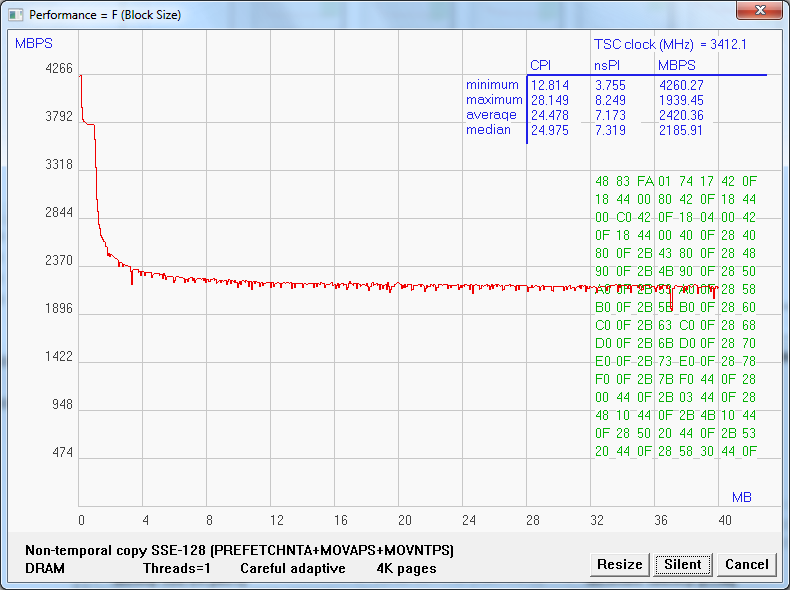 Performance = F (Block Size)
MBPS
TSC clock (MHz) = 3412.1
CPI nsPI MBPS
minimum 12.814 3.755 4260.27
maximum 28.149 8.249 1939.45
average 24.478 7.173 2420.36
median 24.975 7.319 2185.91
4266
3792
3318
2844
2370
1896
1422
948
474
48 83 FA 01 74 17 42 0F
18 44 00 80 42 0F 18 44
00 C0 42 0F 18 04 00 42
0F 18 44 00 40 0F 28 40
80 0F 2B 43 80 0F 28 48
90 0F 2B 4B 90 0F 28 50
A0 0F 2B 53 A0 0F 28 58
B0 0F 2B 5B B0 0F 28 60
C0 0F 2B 63 C0 0F 28 68
D0 0F 2B 6B D0 0F 28 70
E0 0F 2B 73 E0 0F 28 78
F0 0F 2B 7B F0 44 0F 28
00 44 0F 2B 03 44 0F 28
48 10 44 0F 2B 4B 10 44
0F 28 50 20 44 0F 2B 53
20 44 0F 28 58 30 44 0F
MB
0 4 8 12 16 20 24 28 32 36 40
Non-temporal copy SSE-128 (PREFETCHNTA+MOVAPS+MOVNTPS)
DRAM Threads=1 Careful adaptive 4K pages
Resize Silent Cancel